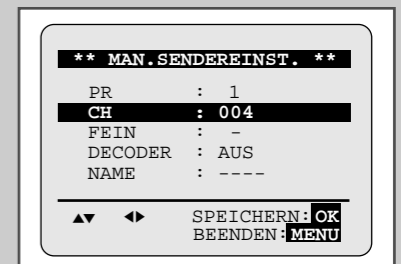 ** MAN.SENDEREINST. **
PR : 1
CH : 004
FEIN : -
DECODER : AUS
NAME : ----
▲▼ ◀▶ SPEICHERN: OK
BEENDEN: MENU